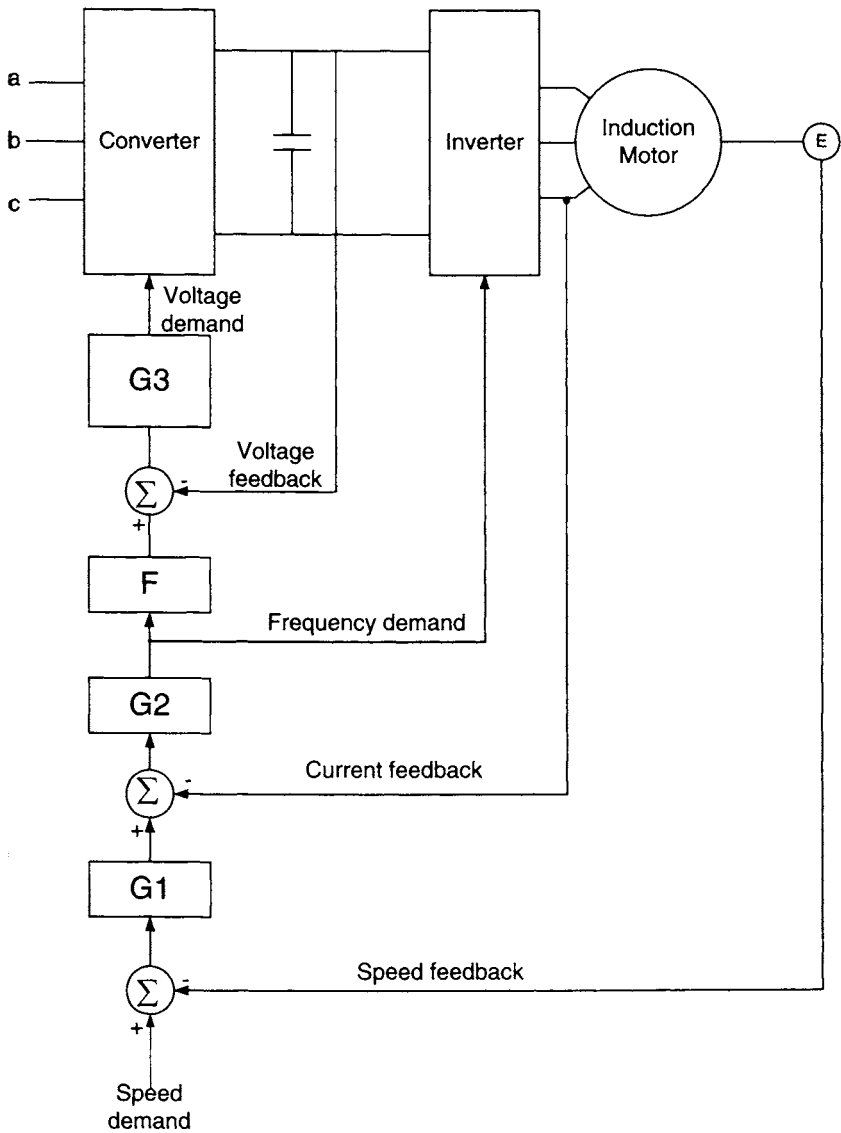 a
b
c
Converter
Inverter
Induction
Motor
E
Voltage
demand
G3
Voltage
feedback
Σ
-
+
F
Frequency demand
G2
Current feedback
Σ
-
+
G1
Speed feedback
Σ
-
+
Speed
demand